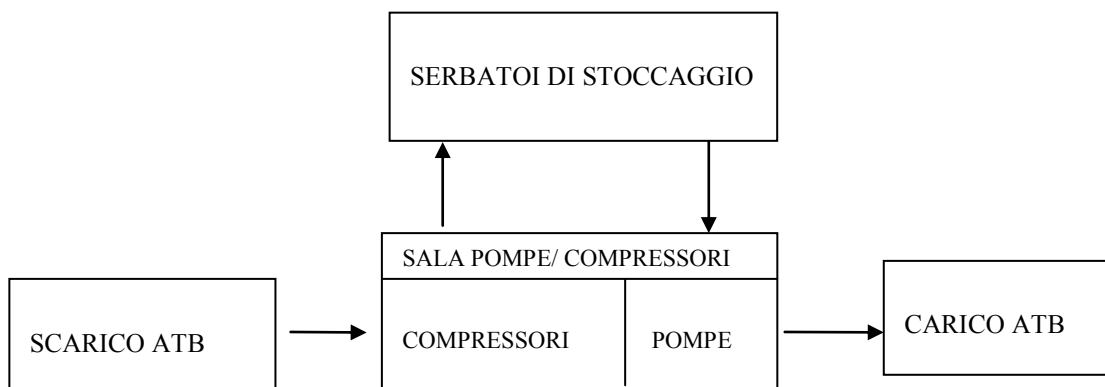 SERBATOI DI STOCCAGGIO
SALA POMPE/ COMPRESSORI
SCARICO ATB
COMPRESSORI
POMPE
CARICO ATB